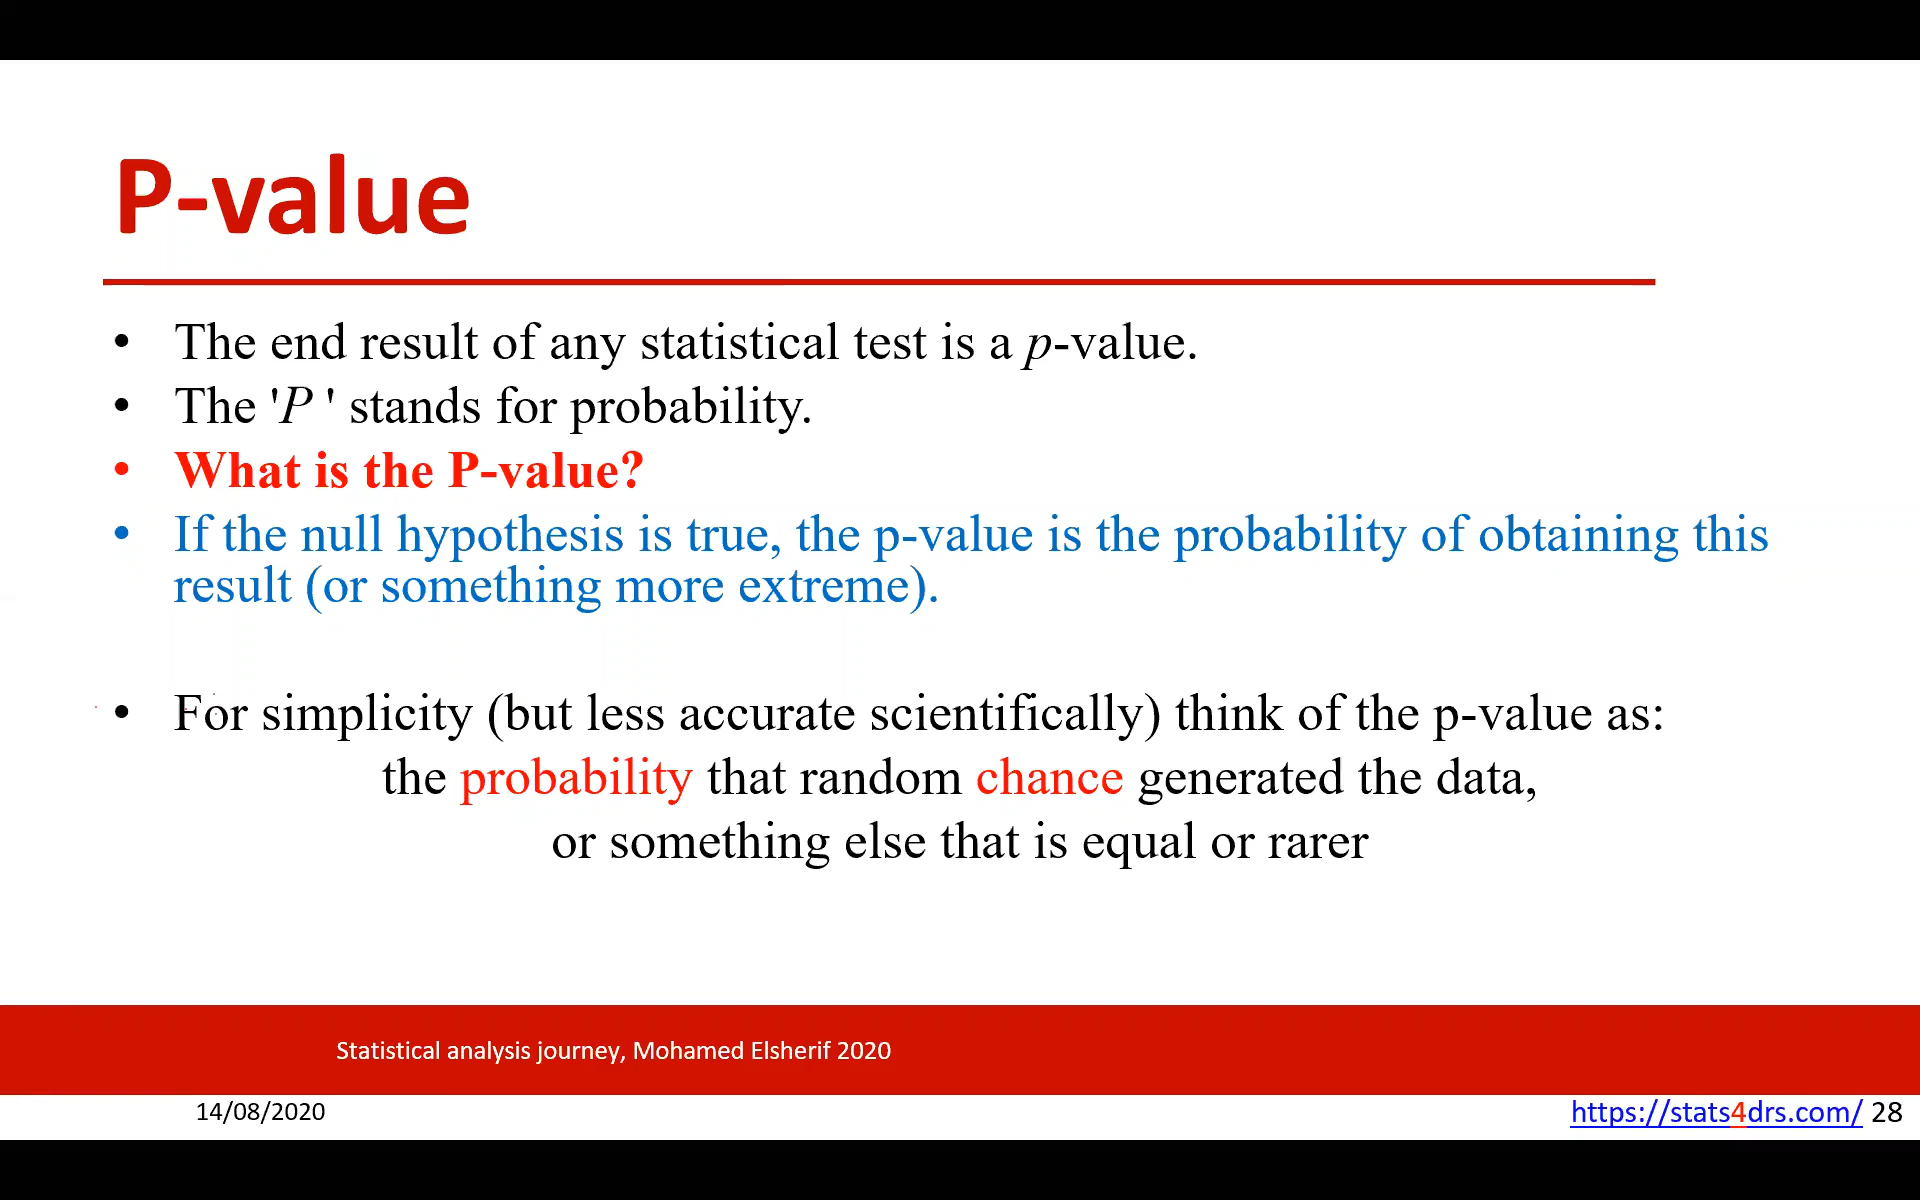 P-value
• The end result of any statistical test is a p-value.
• The 'P ' stands for probability.
• What is the P-value?
• If the null hypothesis is true, the p-value is the probability of obtaining this
result (or something more extreme).
• For simplicity (but less accurate scientifically) think of the p-value as:
the probability that random chance generated the data,
or something else that is equal or rarer
Statistical analysis journey, Mohamed Elsherif 2020
14/08/2020
https://stats4drs.com/ 28